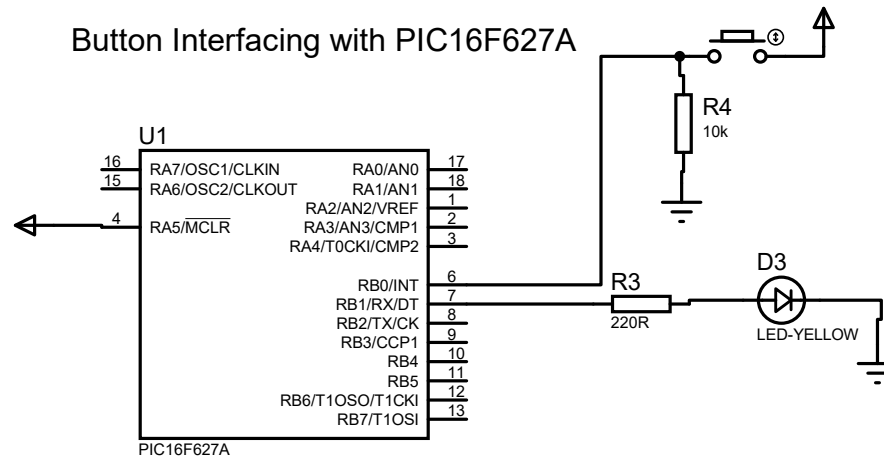 Button Interfacing with PIC16F627A
R4
10k
U1
16 RA7/OSC1/CLKIN RA0/AN0 17
15 RA6/OSC2/CLKOUT RA1/AN1 18
RA2/AN2/VREF 1
4 RA5/MCLR RA3/AN3/CMP1 2
RA4/T0CKI/CMP2 3
RB0/INT 6
RB1/RX/DT 7
RB2/TX/CK 8
RB3/CCP1 9
RB4 10
RB5 11
RB6/T1OSO/T1CKI 12
RB7/T1OSI 13
PIC16F627A
R3
220R
D3
LED-YELLOW